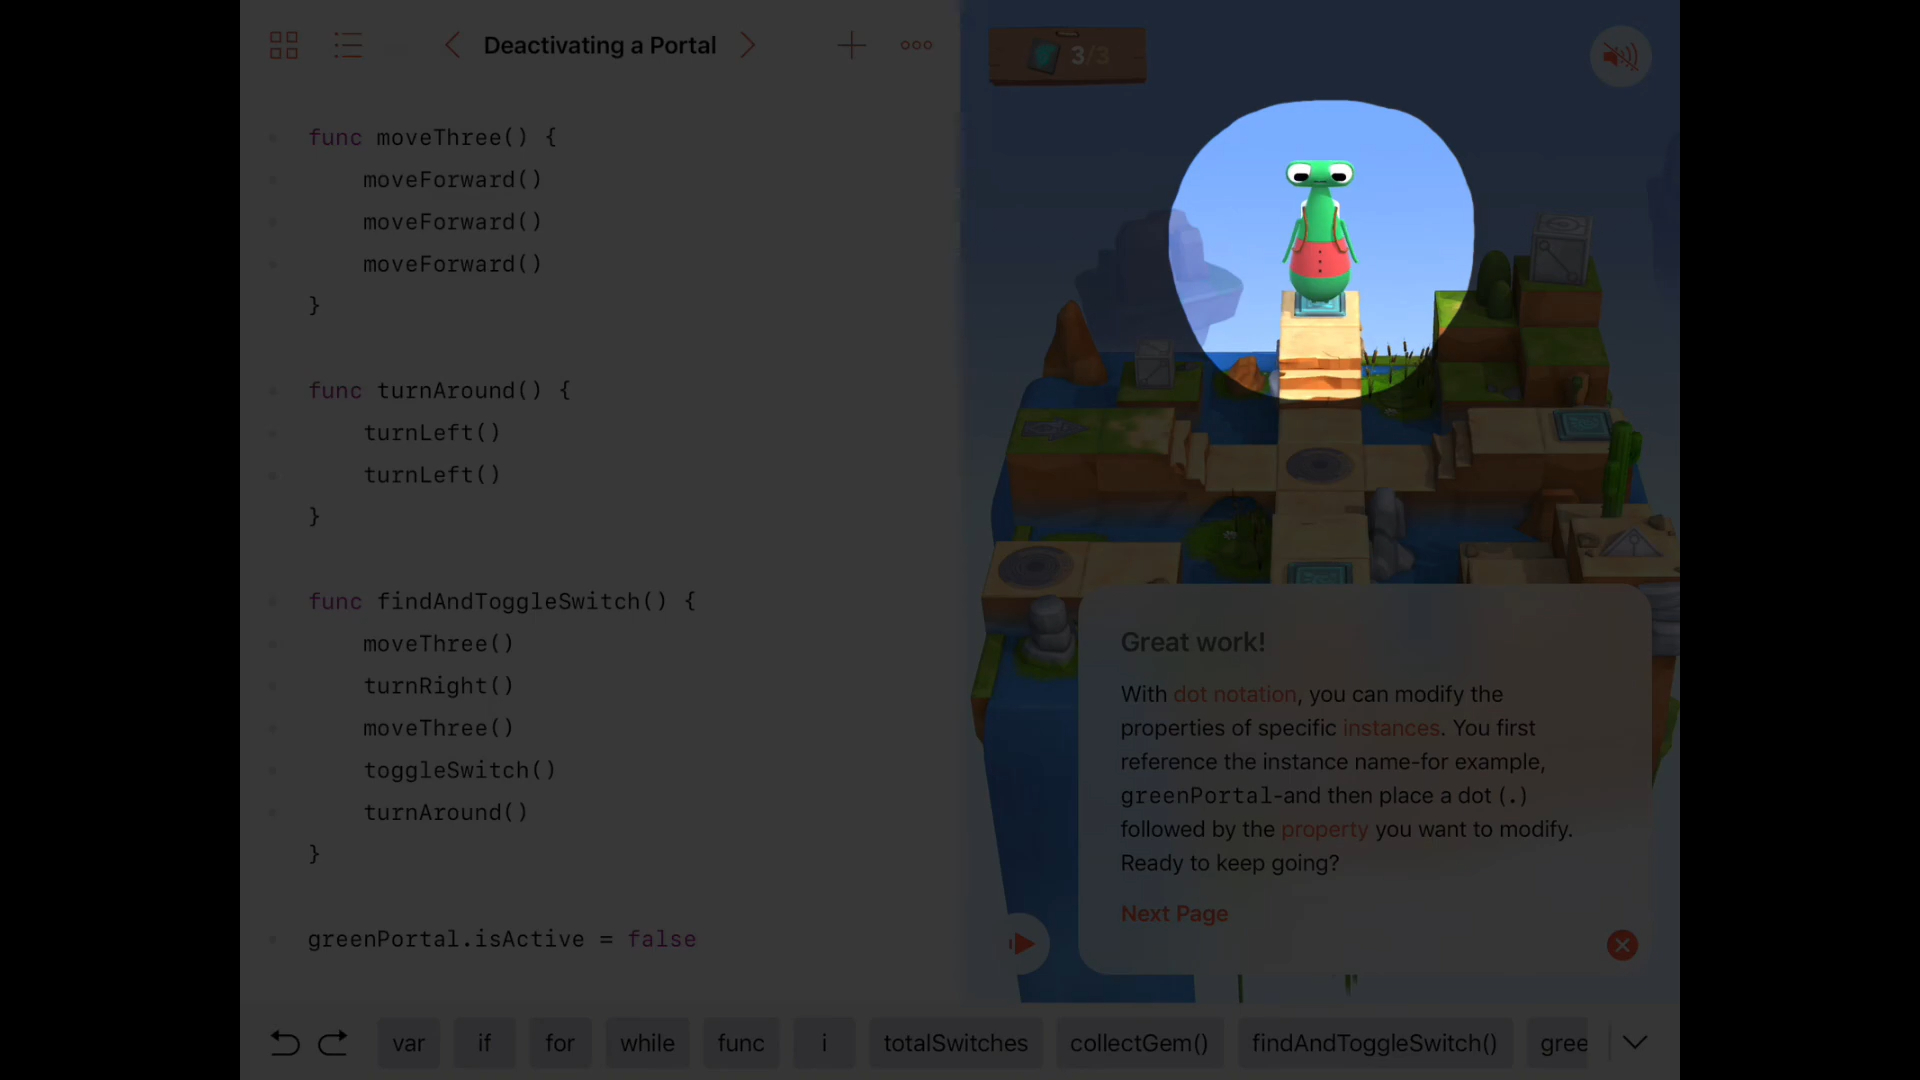 Deactivating a Portal
func moveThree() {
moveForward()
moveForward()
moveForward()
}
func turnAround() {
turnLeft()
turnLeft()
}
func findAndToggleSwitch() {
moveThree()
turnRight()
moveThree()
toggleSwitch()
turnAround()
}
greenPortal.isActive = false
3/3
Great work!
With dot notation, you can modify the
properties of specific instances. You first
reference the instance name-for example,
greenPortal-and then place a dot (.)
followed by the property you want to modify.
Ready to keep going?
Next Page
var if for while func i totalSwitches collectGem() findAndToggleSwitch() gree